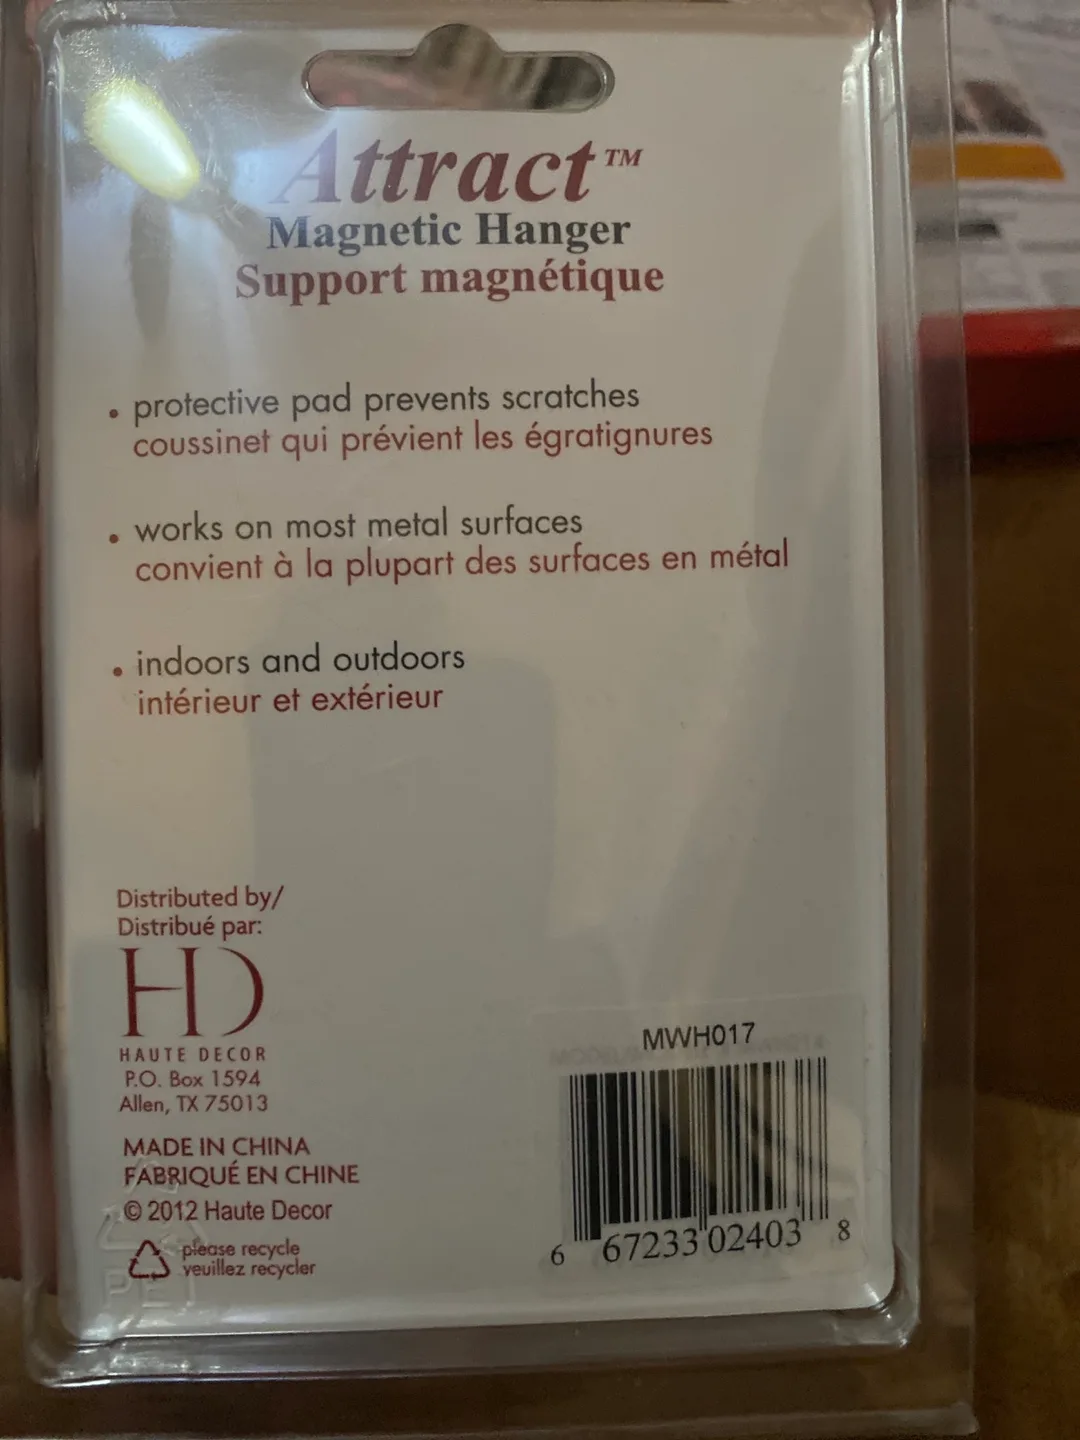 Attract™
Magnetic Hanger
Support magnétique
• protective pad prevents scratches
coussinet qui prévient les égratignures
• works on most metal surfaces
convient à la plupart des surfaces en métal
• indoors and outdoors
intérieur et extérieur
Distributed by/
Distribué par:
HD
HAUTE DECOR
P.O. Box 1594
Allen, TX 75013
MADE IN CHINA
FABRIQUÉ EN CHINE
© 2012 Haute Decor
please recycle
veuillez recycler
MWH017
6 67233 02403 8